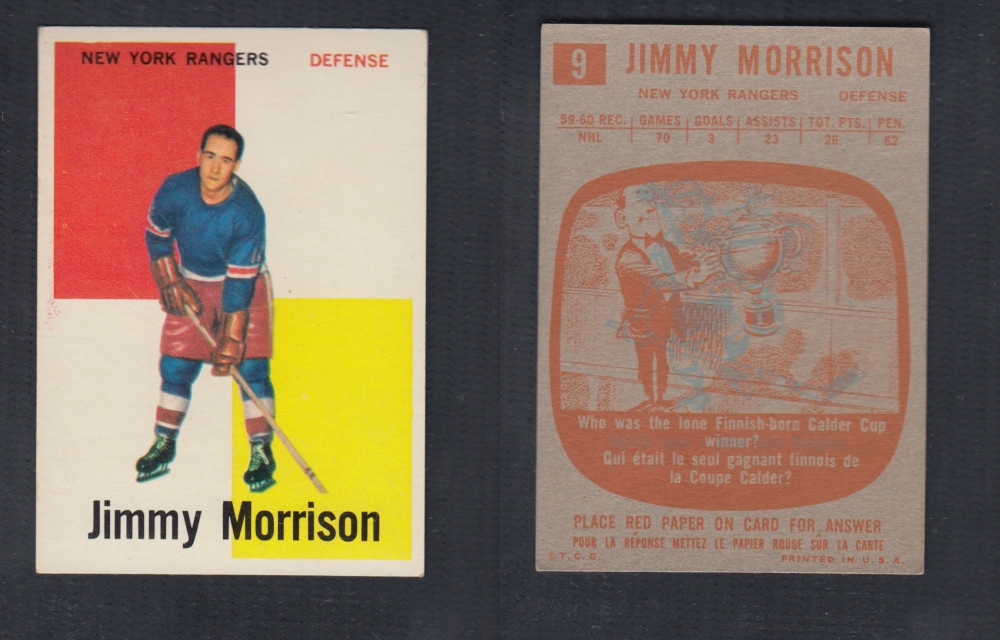 NEW YORK RANGERS DEFENSE
Jimmy Morrison
9 JIMMY MORRISON
NEW YORK RANGERS DEFENSE
59-60 REC. GAMES GOALS ASSISTS TOT. PTS. PEN.
NHL 70 3 23 26 62
Who was the lone Finnish-born Calder Cup
winner?
Qui était le seul gagnant finnois de
la Coupe Calder?
PLACE RED PAPER ON CARD FOR ANSWER
POUR LA RÉPONSE METTEZ LE PAPIER ROUGE SÛR LA CARTE
© T.C.G. PRINTED IN U.S.A.